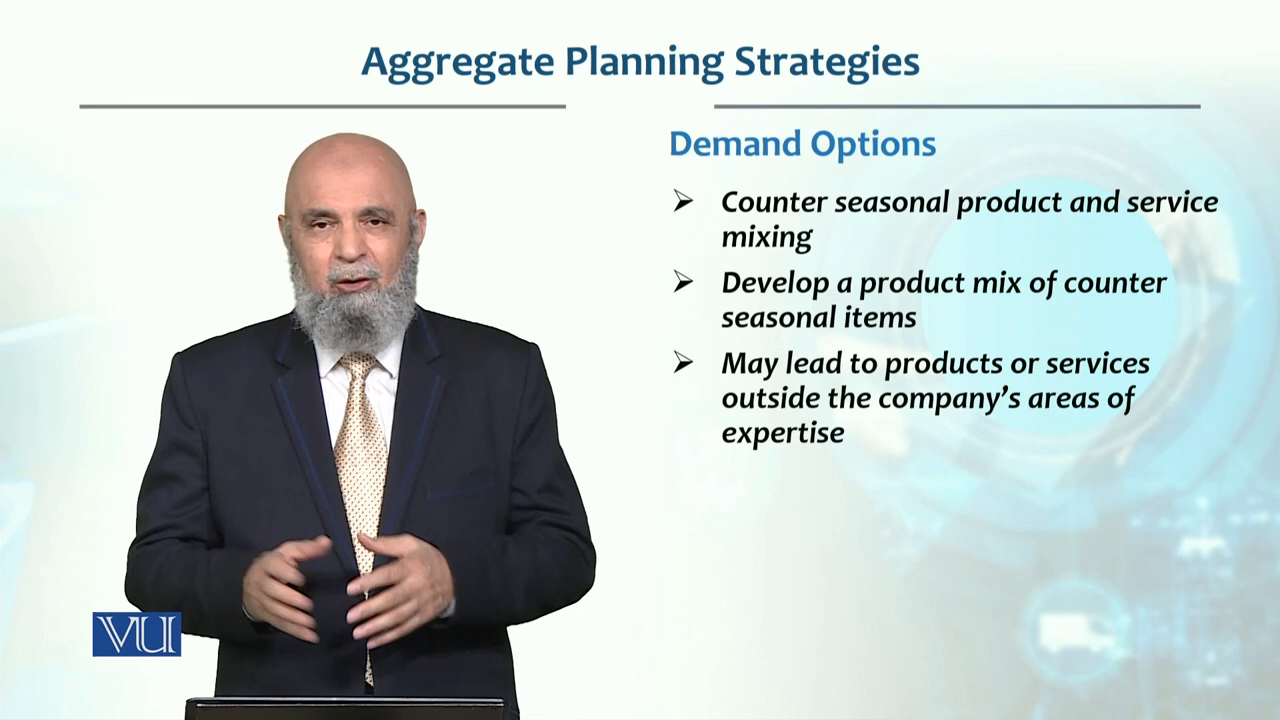 Aggregate Planning Strategies
Demand Options
➢ Counter seasonal product and service
mixing
➢ Develop a product mix of counter
seasonal items
➢ May lead to products or services
outside the company's areas of
expertise
VU